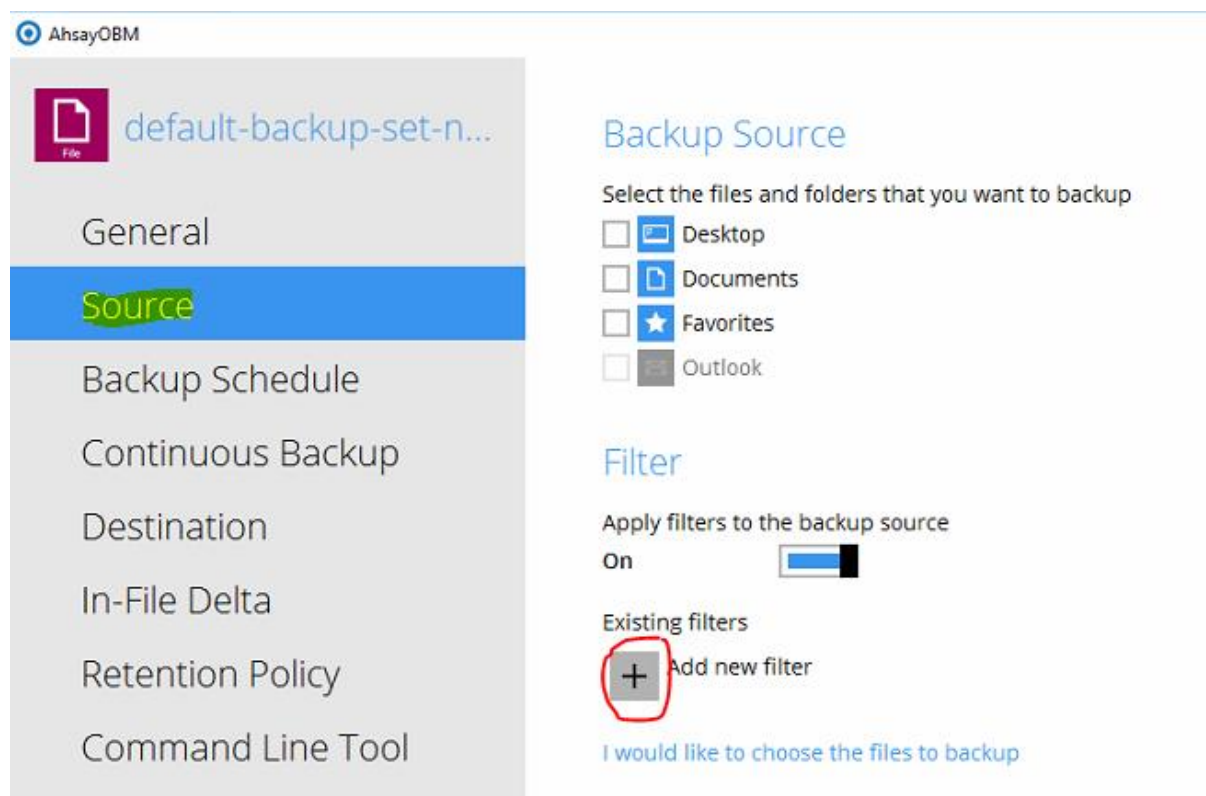 AhsayOBM
File
default-backup-set-n...
General
Source
Backup Schedule
Continuous Backup
Destination
In-File Delta
Retention Policy
Command Line Tool
Backup Source
Select the files and folders that you want to backup
Desktop
Documents
Favorites
Outlook
Filter
Apply filters to the backup source
On
Existing filters
Add new filter
I would like to choose the files to backup